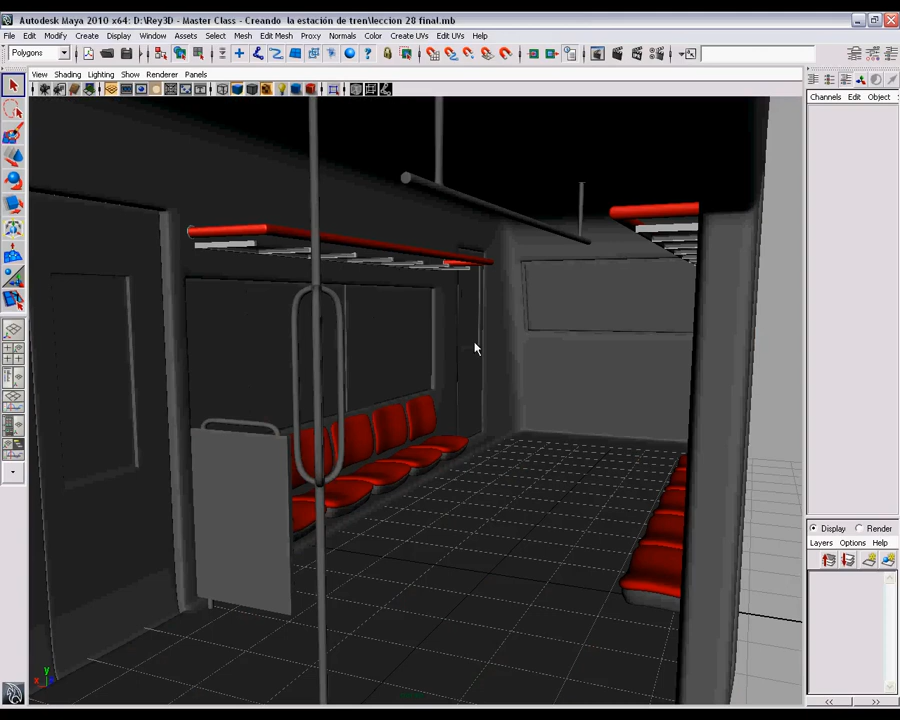 Autodesk Maya 2010 x64: D:\Rey3D - Master Class - Creando la estación de tren\leccion 28 final.mb
File Edit Modify Create Display Window Assets Select Mesh Edit Mesh Proxy Normals Color Create UVs Edit UVs Help
Polygons
View Shading Lighting Show Renderer Panels
Channels Edit Object
Display Render
Layers Options Help
y
x
<< >>